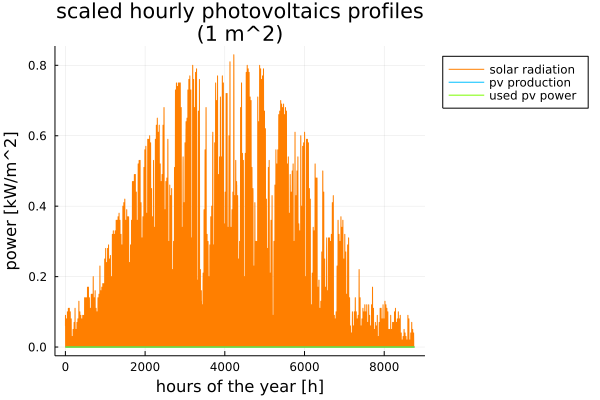 scaled hourly photovoltaics profiles
(1 m^2)
solar radiation
pv production
used pv power
power [kW/m^2]
0.8
0.6
0.4
0.2
0.0
0
2000
4000
6000
8000
hours of the year [h]